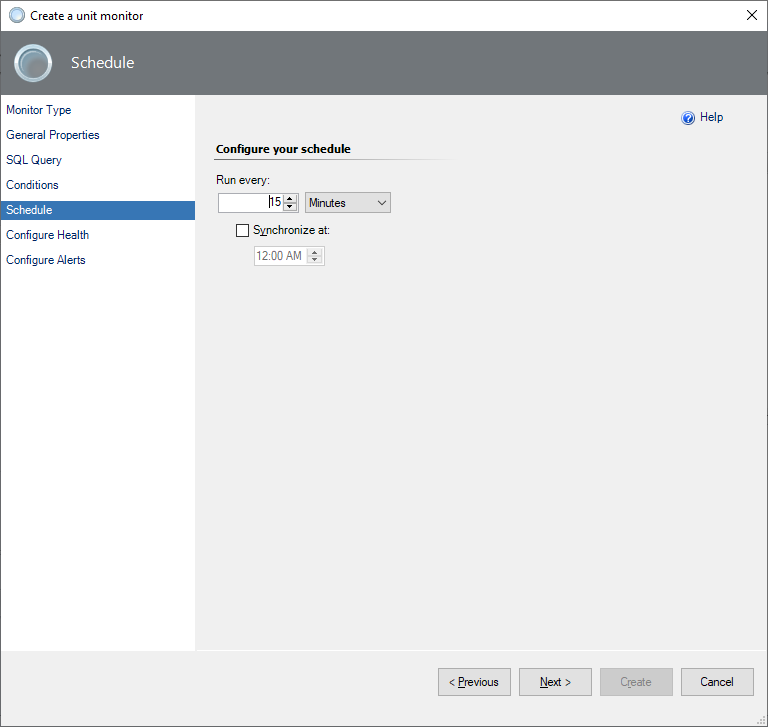 Create a unit monitor
Schedule
Monitor Type
General Properties
SQL Query
Conditions
Schedule
Configure Health
Configure Alerts
Help
Configure your schedule
Run every:
15 Minutes
Synchronize at:
12:00 AM
< Previous Next > Create Cancel